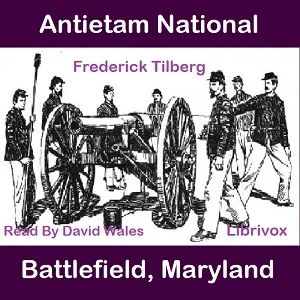 Antietam National
Frederick Tilberg
Read By David Wales
Librivox
Battlefield, Maryland